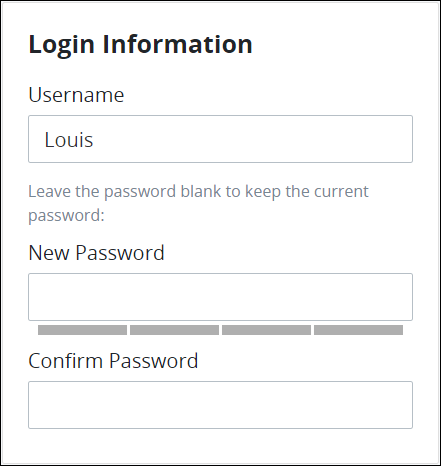 Login Information
Username
Louis
Leave the password blank to keep the current
password:
New Password
Confirm Password